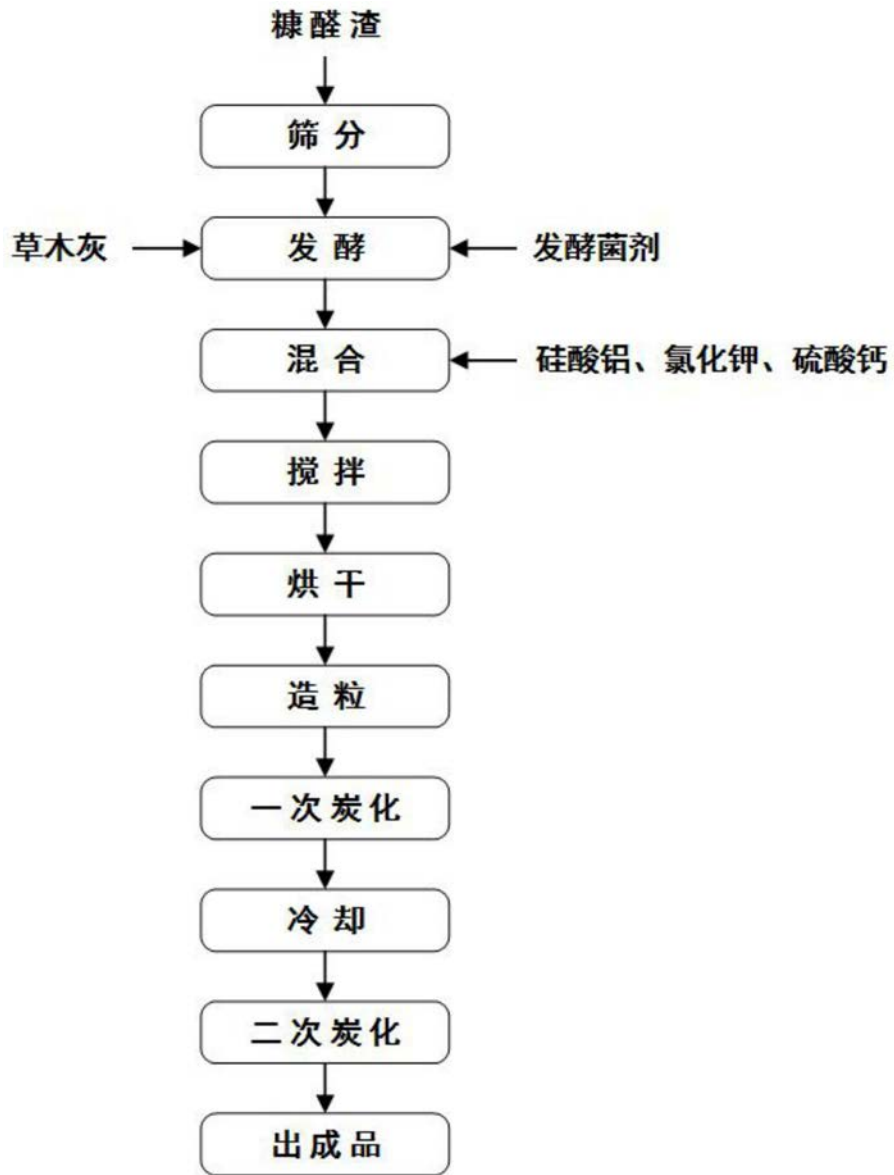 糠醛渣
筛分
草木灰
发酵
发酵菌剂
混合
硅酸铝、氯化钾、硫酸钙
搅拌
烘干
造粒
一次炭化
冷却
二次炭化
出成品